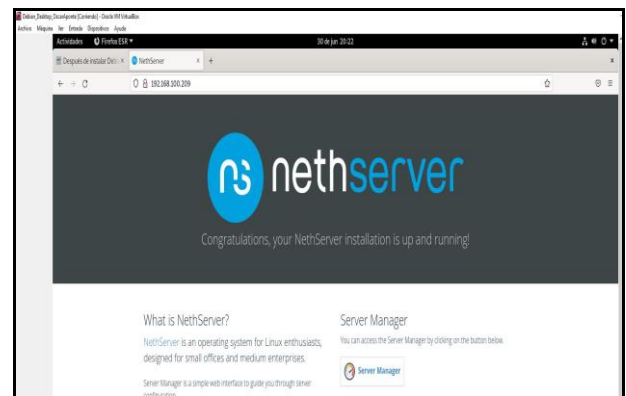 Debian_Desktop_OscarAponte [Corriendo] - Oracle VM VirtualBox
Archivo Máquina Ver Entrada Dispositivos Ayuda
Actividades Firefox ESR 30 de jun 20:22
Después de instalar Deb NethServer
192.168.100.209
ns nethserver
Congratulations, your NethServer installation is up and running!
What is NethServer?
NethServer is an operating system for Linux enthusiasts,
designed for small offices and medium enterprises.
Server Manager is a simple web interface to guide you through server
configuration.
Server Manager
You can access the Server Manager by clicking on the button below.
Server Manager